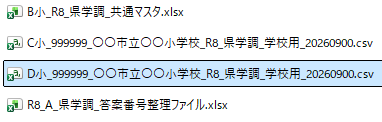 B小_R8_県学調_共通マスタ.xlsx
C小_999999_〇〇市立〇〇小学校_R8_県学調_学校用_20260900.csv
D小_999999_〇〇市立〇〇小学校_R8_県学調_学校用_20260900.csv
R8_A_県学調_答案番号整理ファイル.xlsx